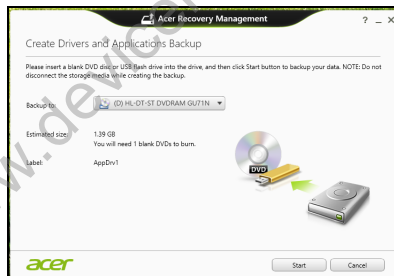 Acer Recovery Management
? _ X
Create Drivers and Applications Backup
Please insert a blank DVD disc or USB flash drive into the drive, and then click Start button to backup your data. NOTE: Do not
disconnect the storage media while creating the backup.
Backup to: (D) HL-DT-ST DVDRAM GU71N
Estimated size: 1.39 GB
You will need 1 blank DVDs to burn.
Label: AppDrv1
DVD
acer
Start Cancel